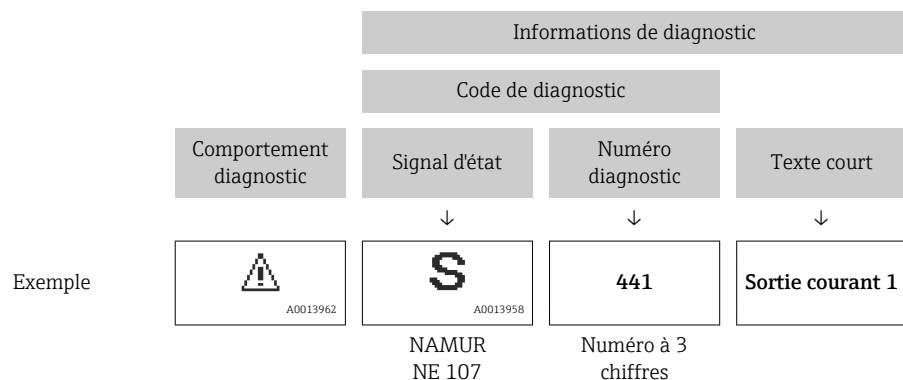 Informations de diagnostic
Code de diagnostic
Comportement
diagnostic
Signal d'état
Numéro
diagnostic
Texte court
↓ ↓ ↓
Exemple
A0013962
S
A0013958
441
Sortie courant 1
NAMUR
NE 107
Numéro à 3
chiffres